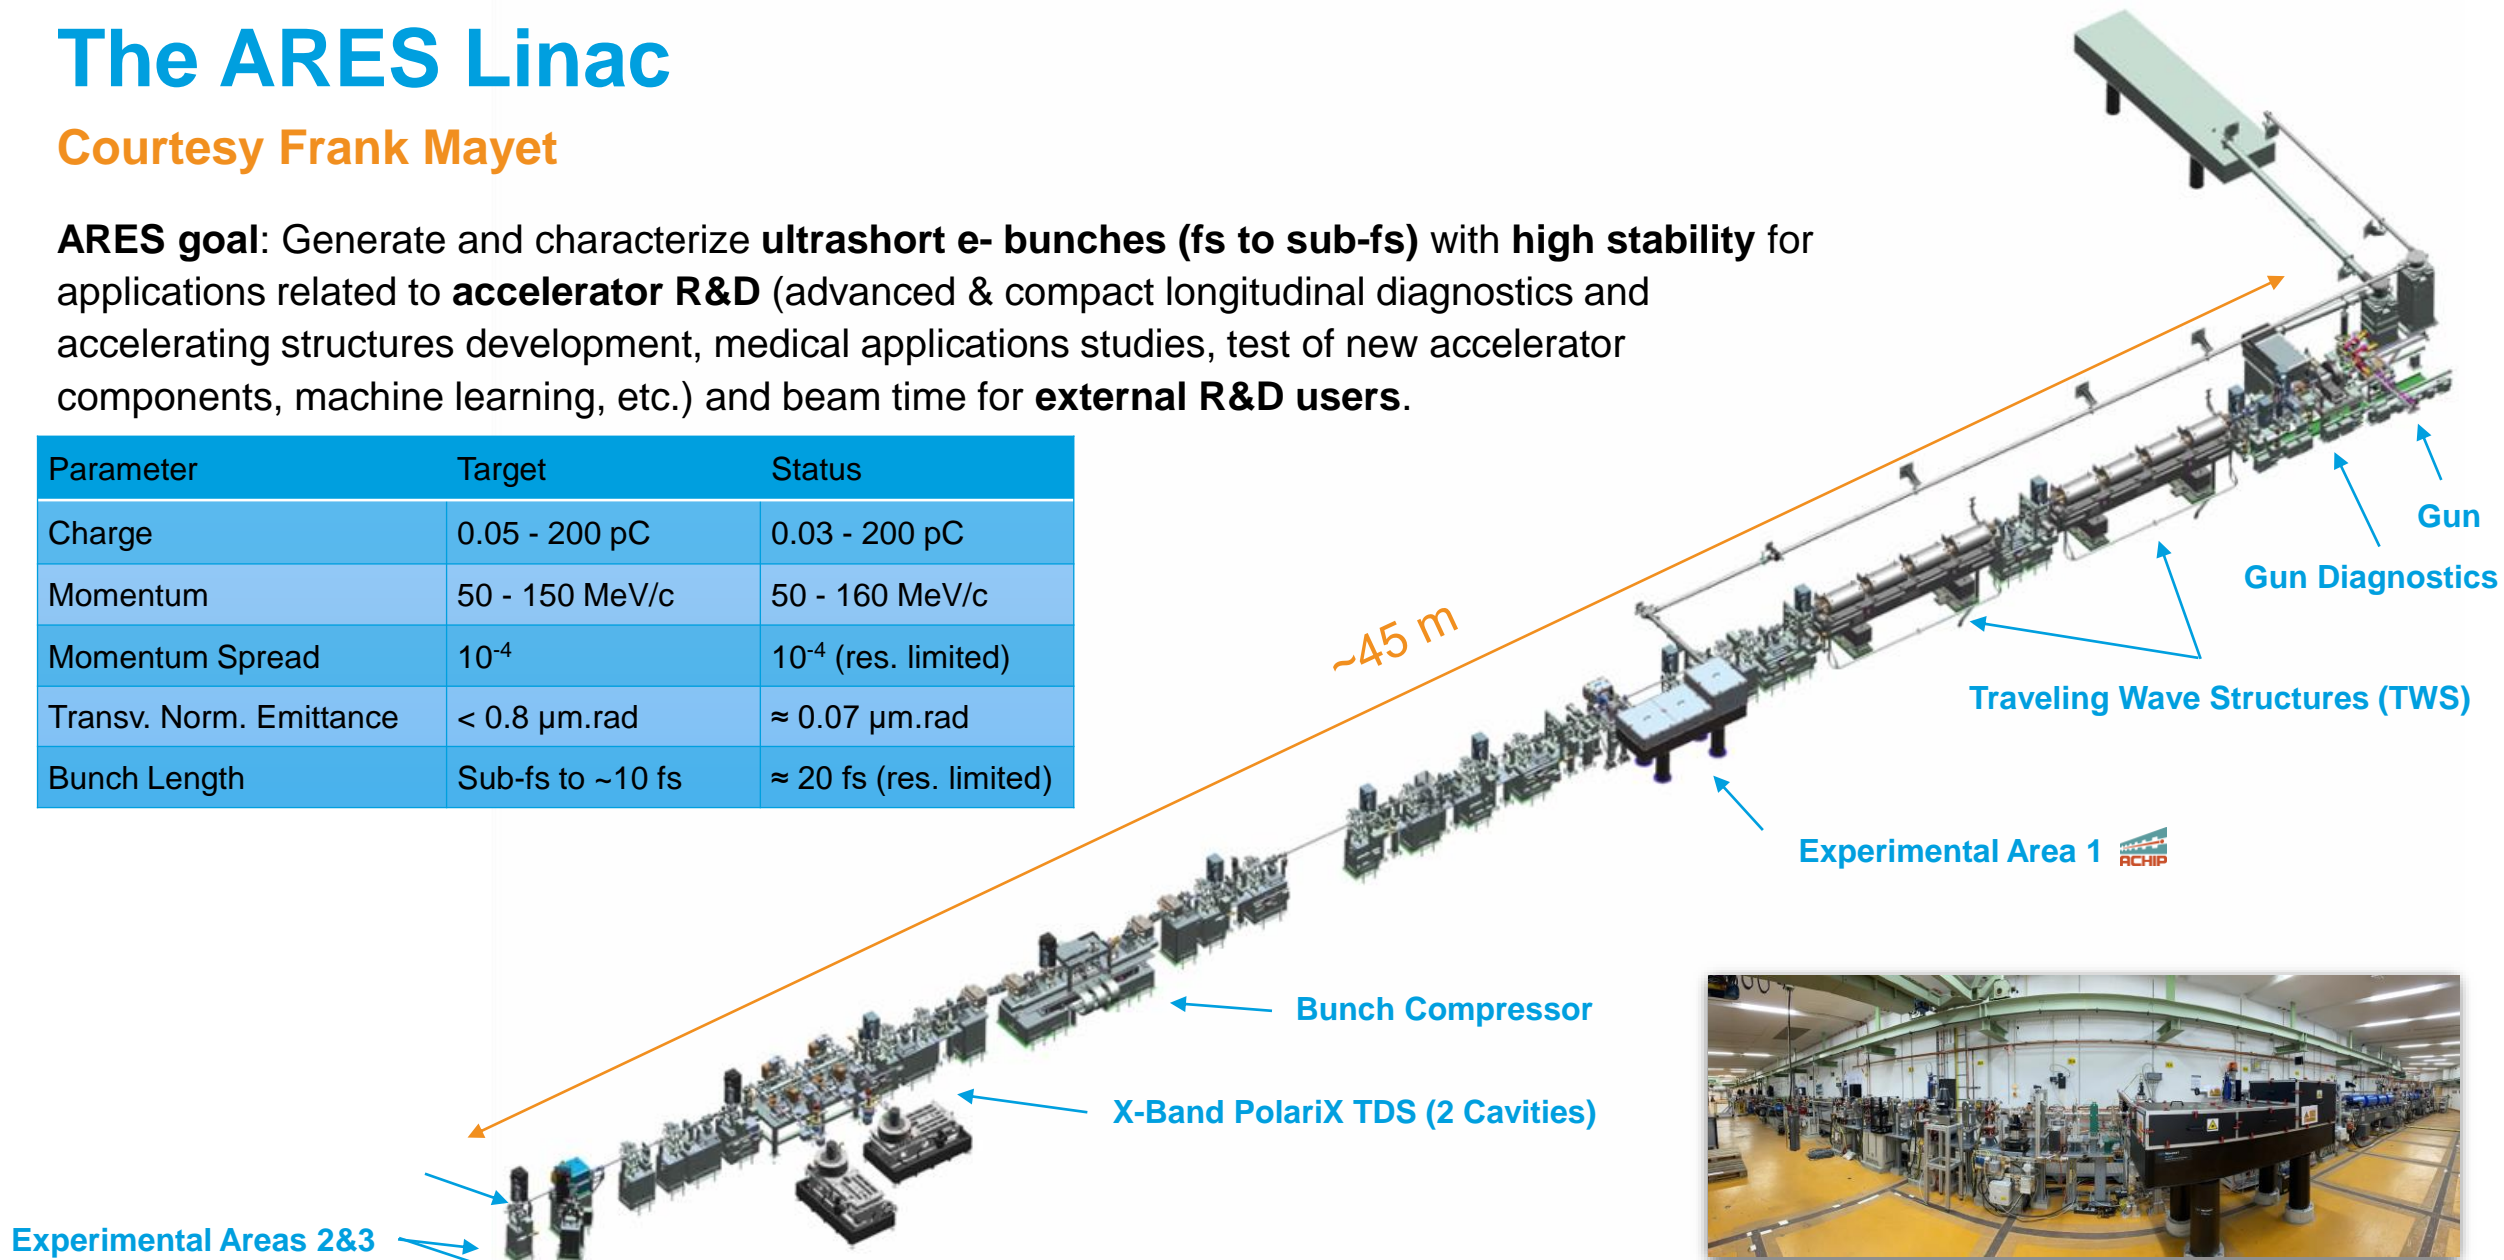 The ARES Linac
Courtesy Frank Mayet
ARES goal: Generate and characterize ultrashort e- bunches (fs to sub-fs) with high stability for
applications related to accelerator R&D (advanced & compact longitudinal diagnostics and
accelerating structures development, medical applications studies, test of new accelerator
components, machine learning, etc.) and beam time for external R&D users.
Parameter Target Status
Charge 0.05 - 200 pC 0.03 - 200 pC
Momentum 50 - 150 MeV/c 50 - 160 MeV/c
Momentum Spread 10⁻⁴ 10⁻⁴ (res. limited)
Transv. Norm. Emittance < 0.8 µm.rad ≈ 0.07 µm.rad
Bunch Length Sub-fs to ~10 fs ≈ 20 fs (res. limited)
~45 m
Gun
Gun Diagnostics
Traveling Wave Structures (TWS)
Experimental Area 1 ACHIP
Bunch Compressor
X-Band PolariX TDS (2 Cavities)
Experimental Areas 2&3